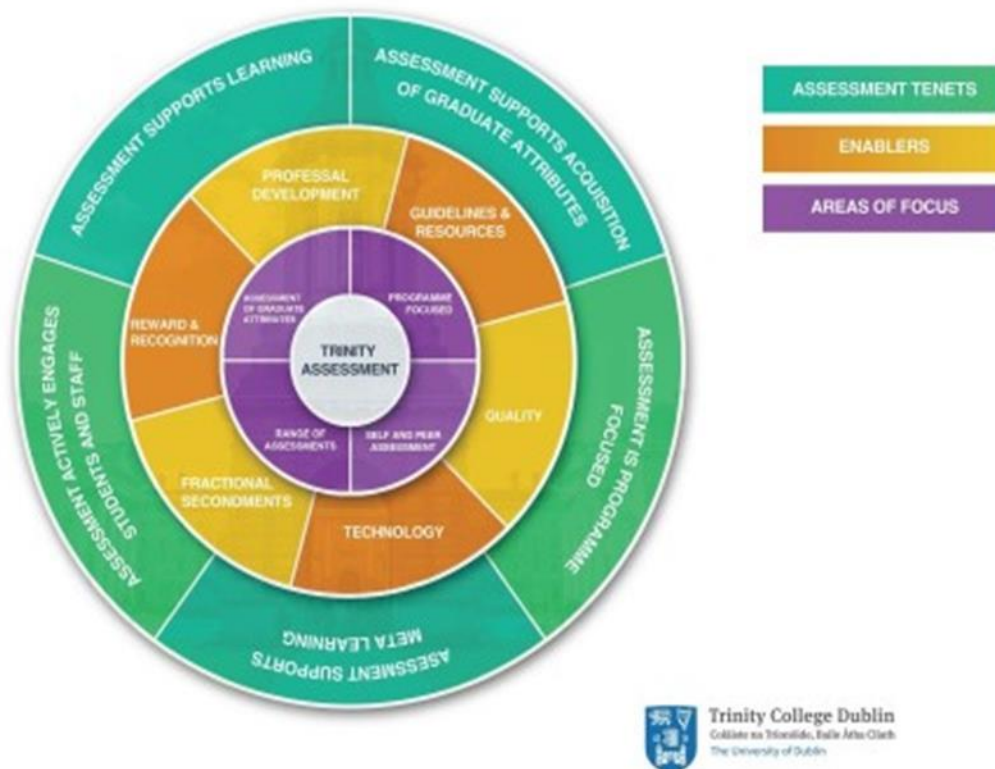 ASSESSMENT SUPPORTS LEARNING
ASSESSMENT SUPPORTS ACQUISITION
OF GRADUATE ATTRIBUTES
ASSESSMENT IS PROGRAMME
FOCUSED
ASSESSMENT SUPPORTS
META LEARNING
ASSESSMENT ACTIVELY ENGAGES
STUDENTS AND STAFF
PROFESSAL
DEVELOPMENT
GUIDELINES &
RESOURCES
QUALITY
TECHNOLOGY
FRACTIONAL
SECONDMENTS
REWARD &
RECOGNITION
ASSESSMENT
OF GRADUATE
ATTRIBUTES
PROGRAMME
FOCUSED
SELF AND PEER
ASSESSMENT
RANGE OF
ASSESSMENTS
TRINITY
ASSESSMENT
ASSESSMENT TENETS
ENABLERS
AREAS OF FOCUS
Trinity College Dublin
Coláiste na Tríonóide, Baile Átha Cliath
The University of Dublin